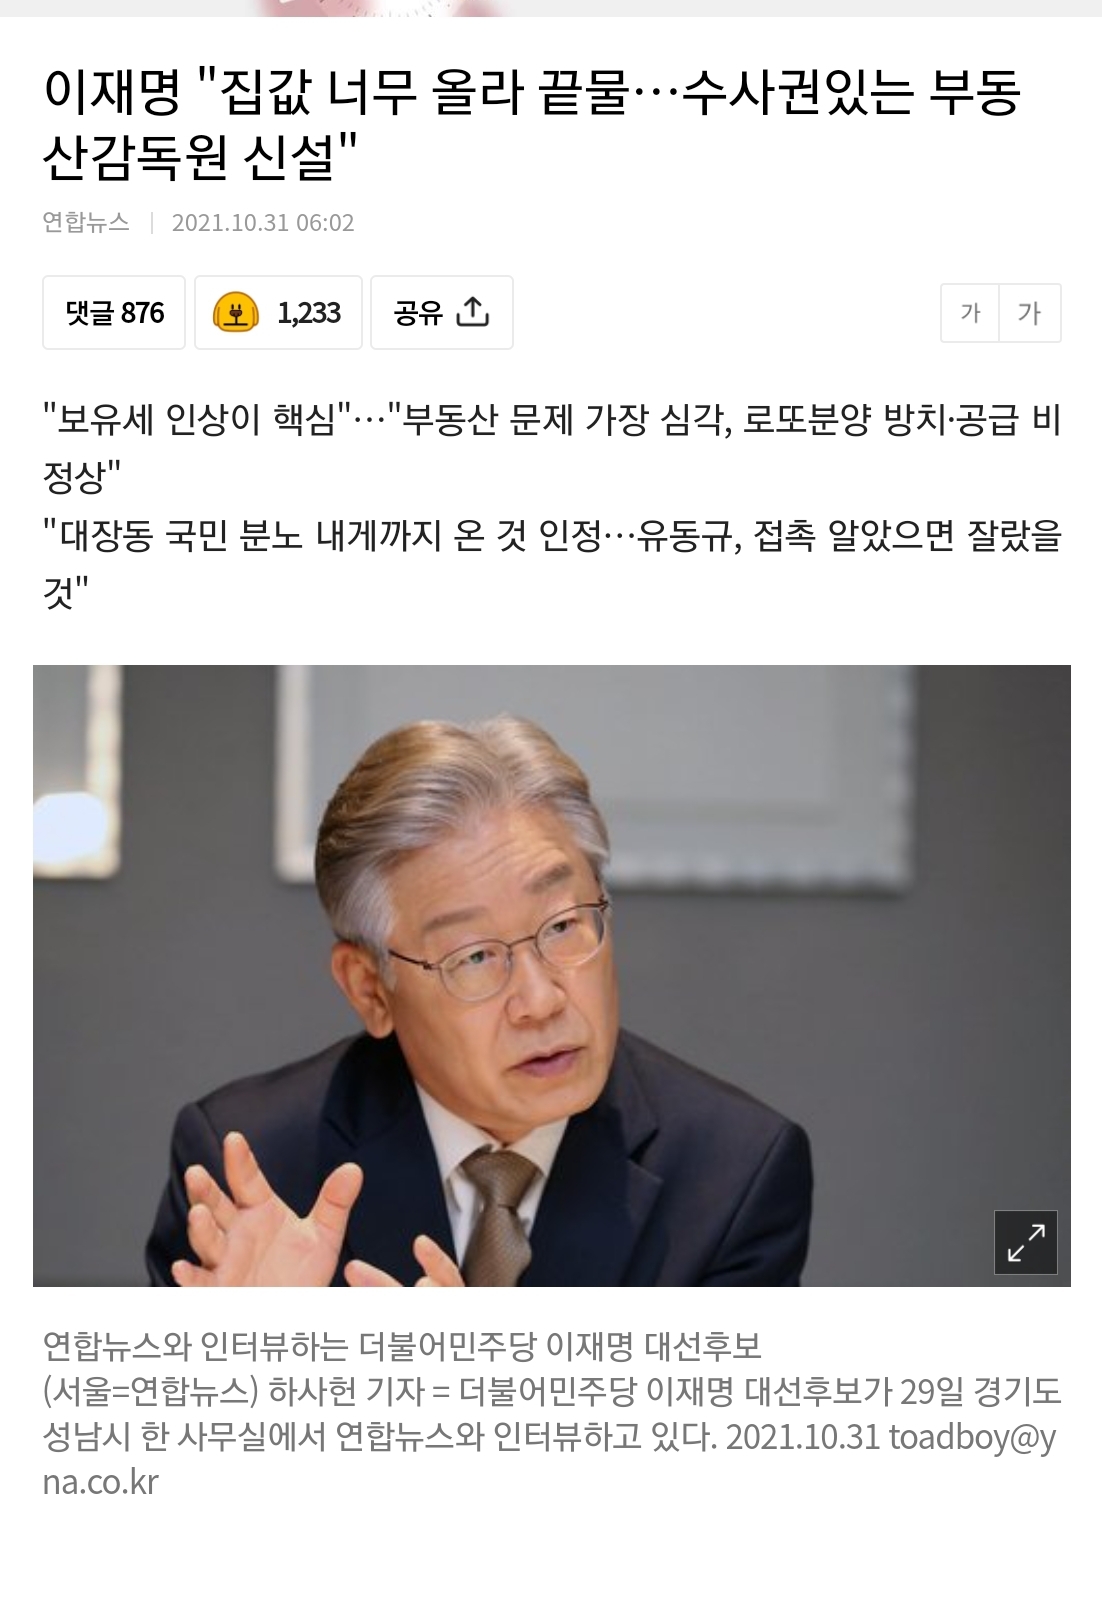 이재명 "집값 너무 올라 끝물…수사권있는 부동
산감독원 신설"
연합뉴스 | 2021.10.31 06:02
댓글 876 1,233 공유 가 가
"보유세 인상이 핵심"…"부동산 문제 가장 심각, 로또분양 방치·공급 비
정상"
"대장동 국민 분노 내게까지 온 것 인정…유동규, 접촉 알았으면 잘랐을
것"
연합뉴스와 인터뷰하는 더불어민주당 이재명 대선후보
(서울=연합뉴스) 하사헌 기자 = 더불어민주당 이재명 대선후보가 29일 경기도
성남시 한 사무실에서 연합뉴스와 인터뷰하고 있다. 2021.10.31 toadboy@y
na.co.kr